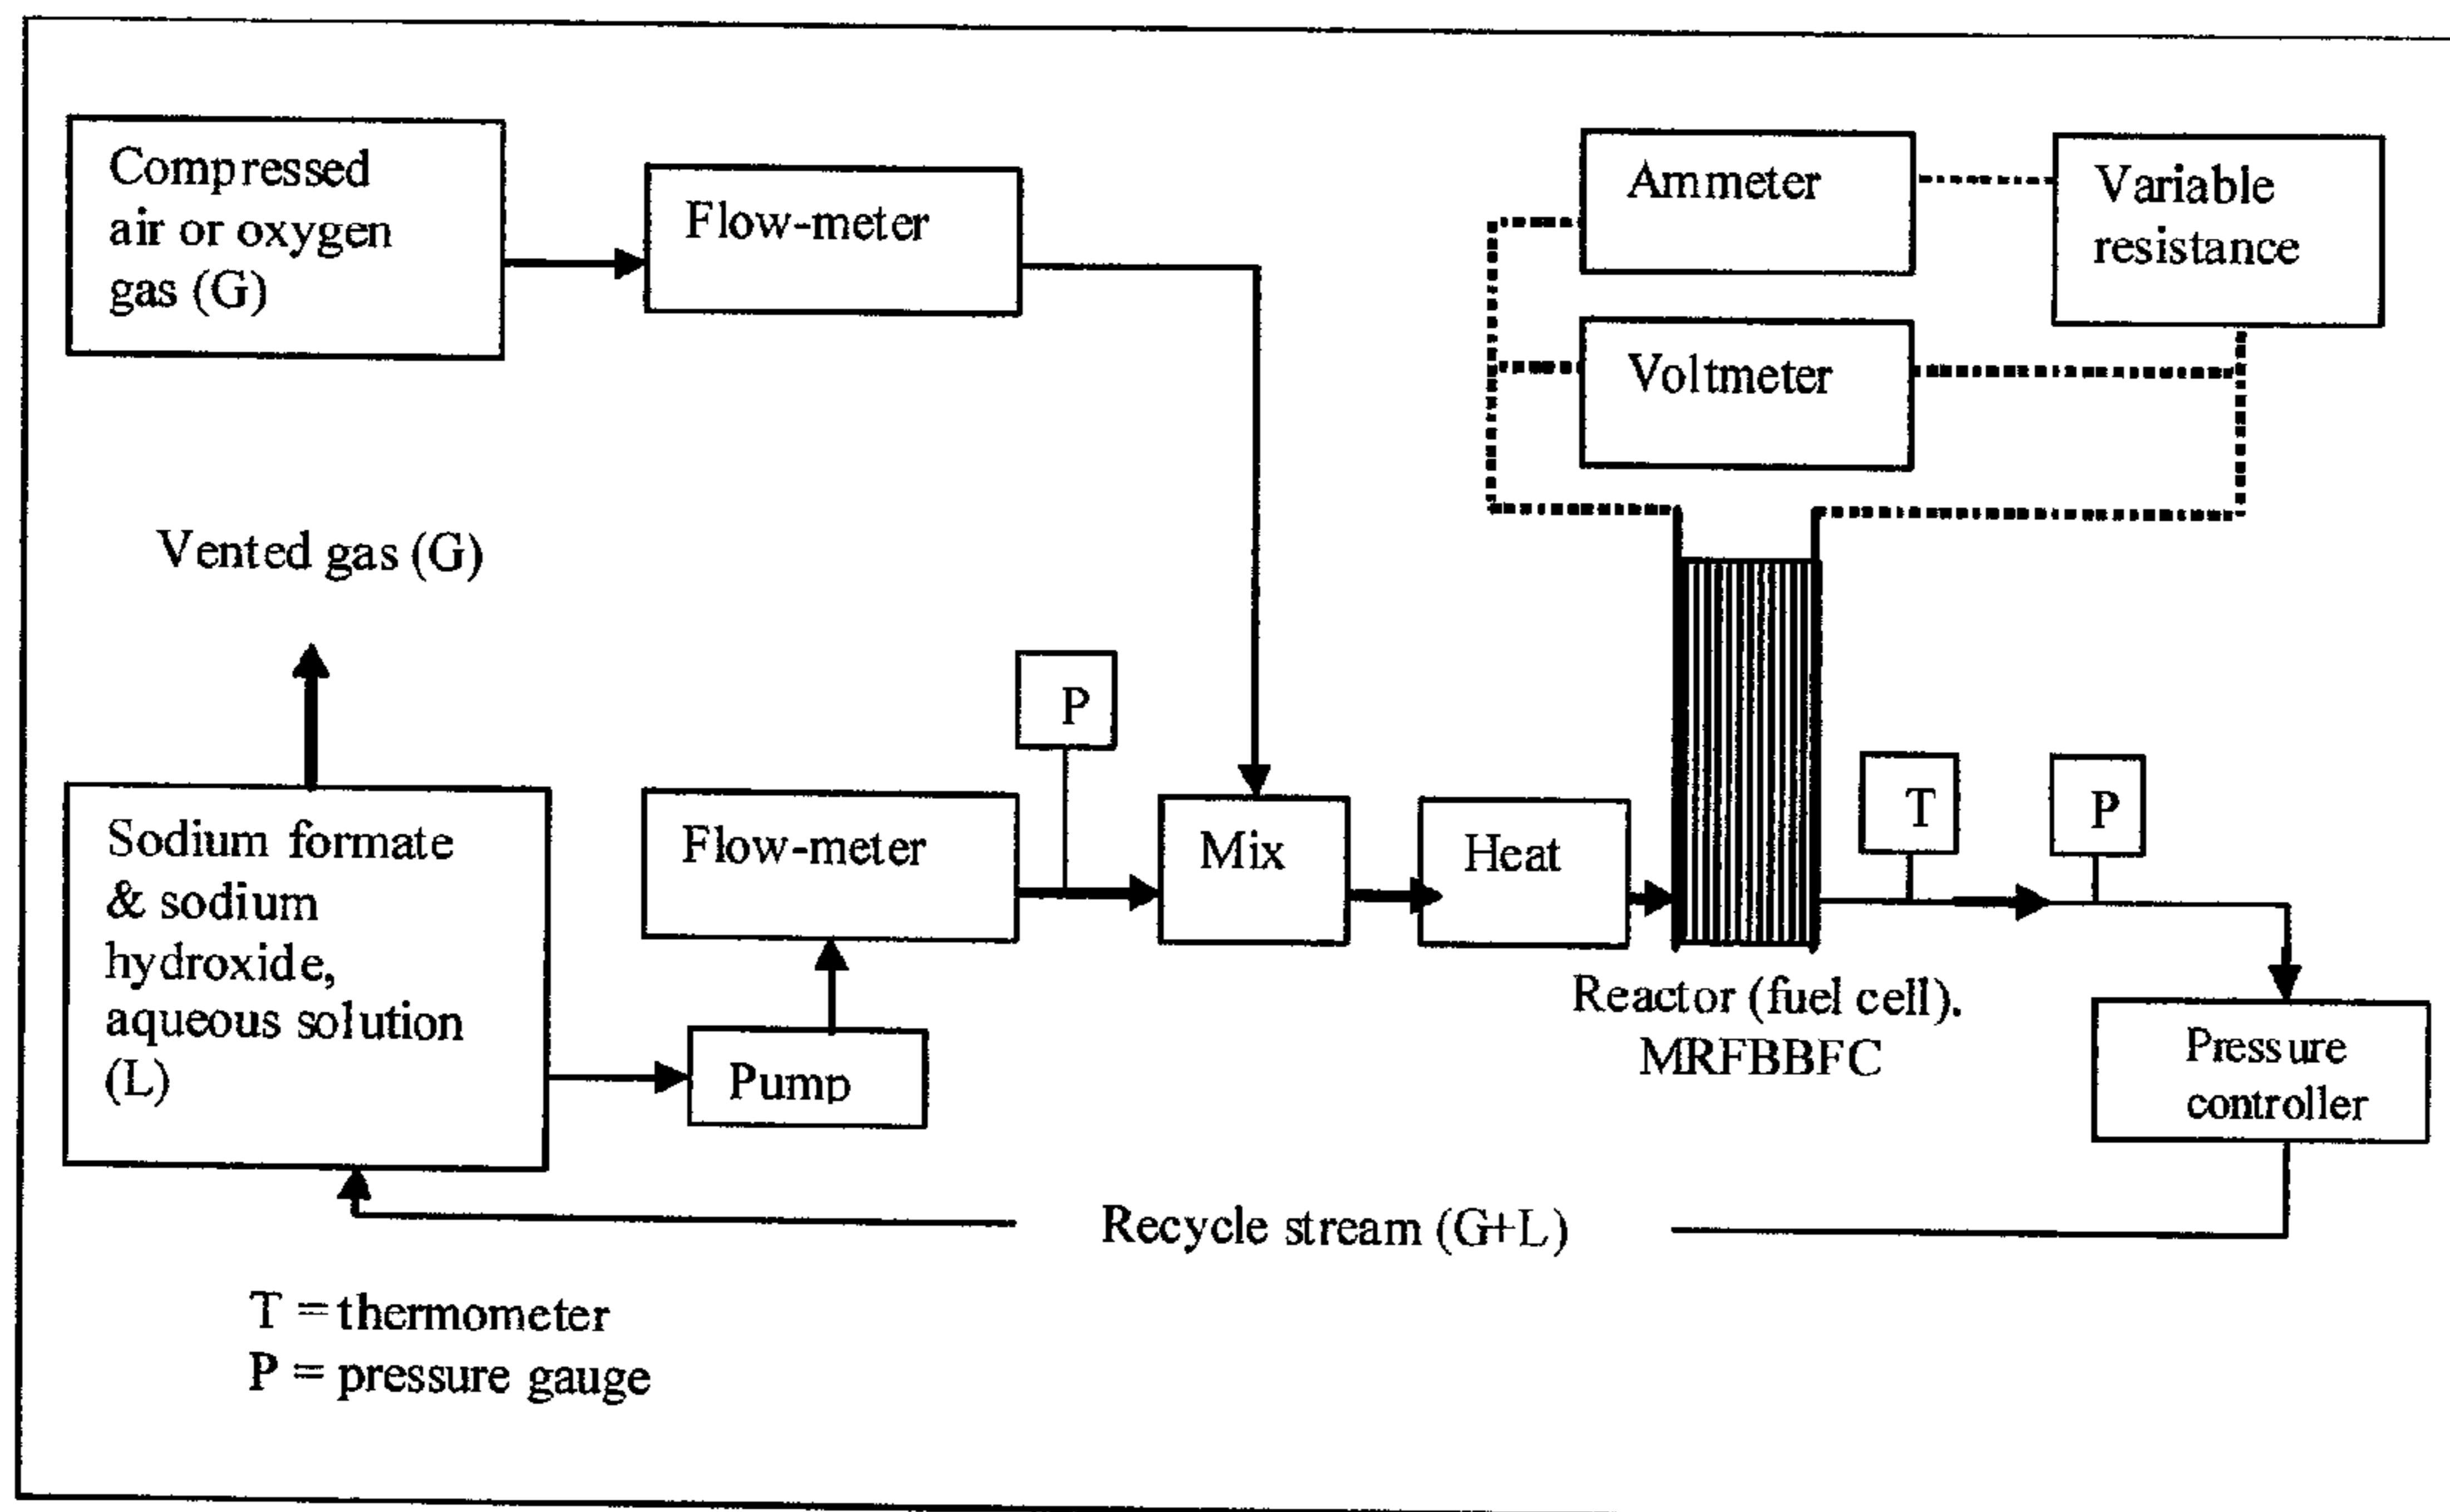 Compressed
air or oxygen
gas (G)
Flow-meter
Ammeter
Variable
resistance
Voltmeter
Vented gas (G)
P
Sodium formate
& sodium
hydroxide,
aqueous solution
(L)
Flow-meter
Mix
Heat
T
P
Pump
Reactor (fuel cell).
MRFBBFC
Pressure
controller
Recycle stream (G+L)
T = thermometer
P = pressure gauge